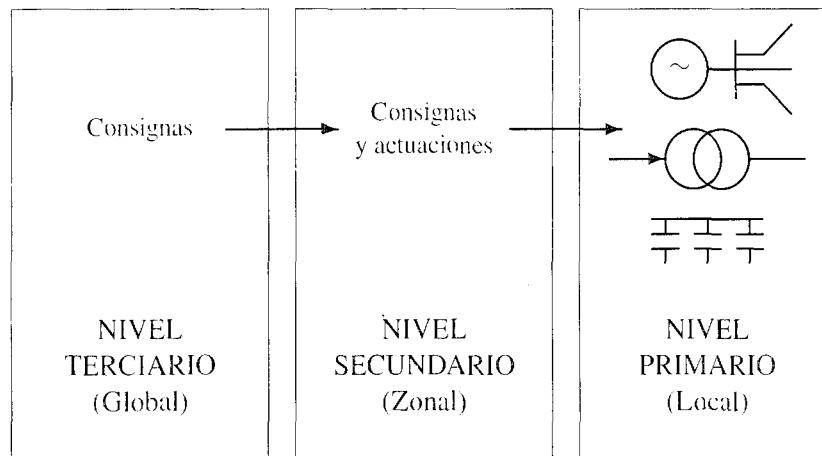 Consignas
NIVEL
TERCIARIO
(Global)
Consignas
y actuaciones
NIVEL
SECUNDARIO
(Zonal)
~
NIVEL
PRIMARIO
(Local)